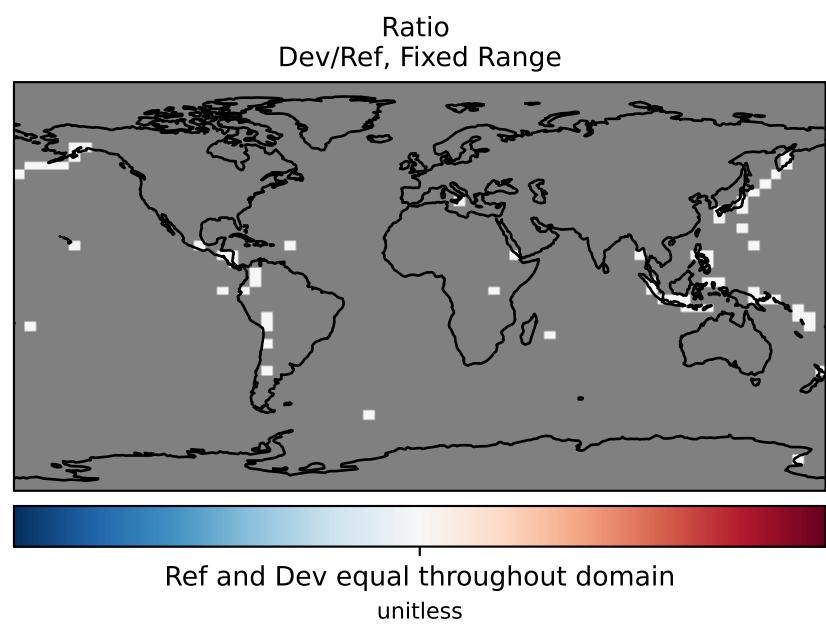 Ratio
Dev/Ref, Fixed Range
Ref and Dev equal throughout domain
unitless